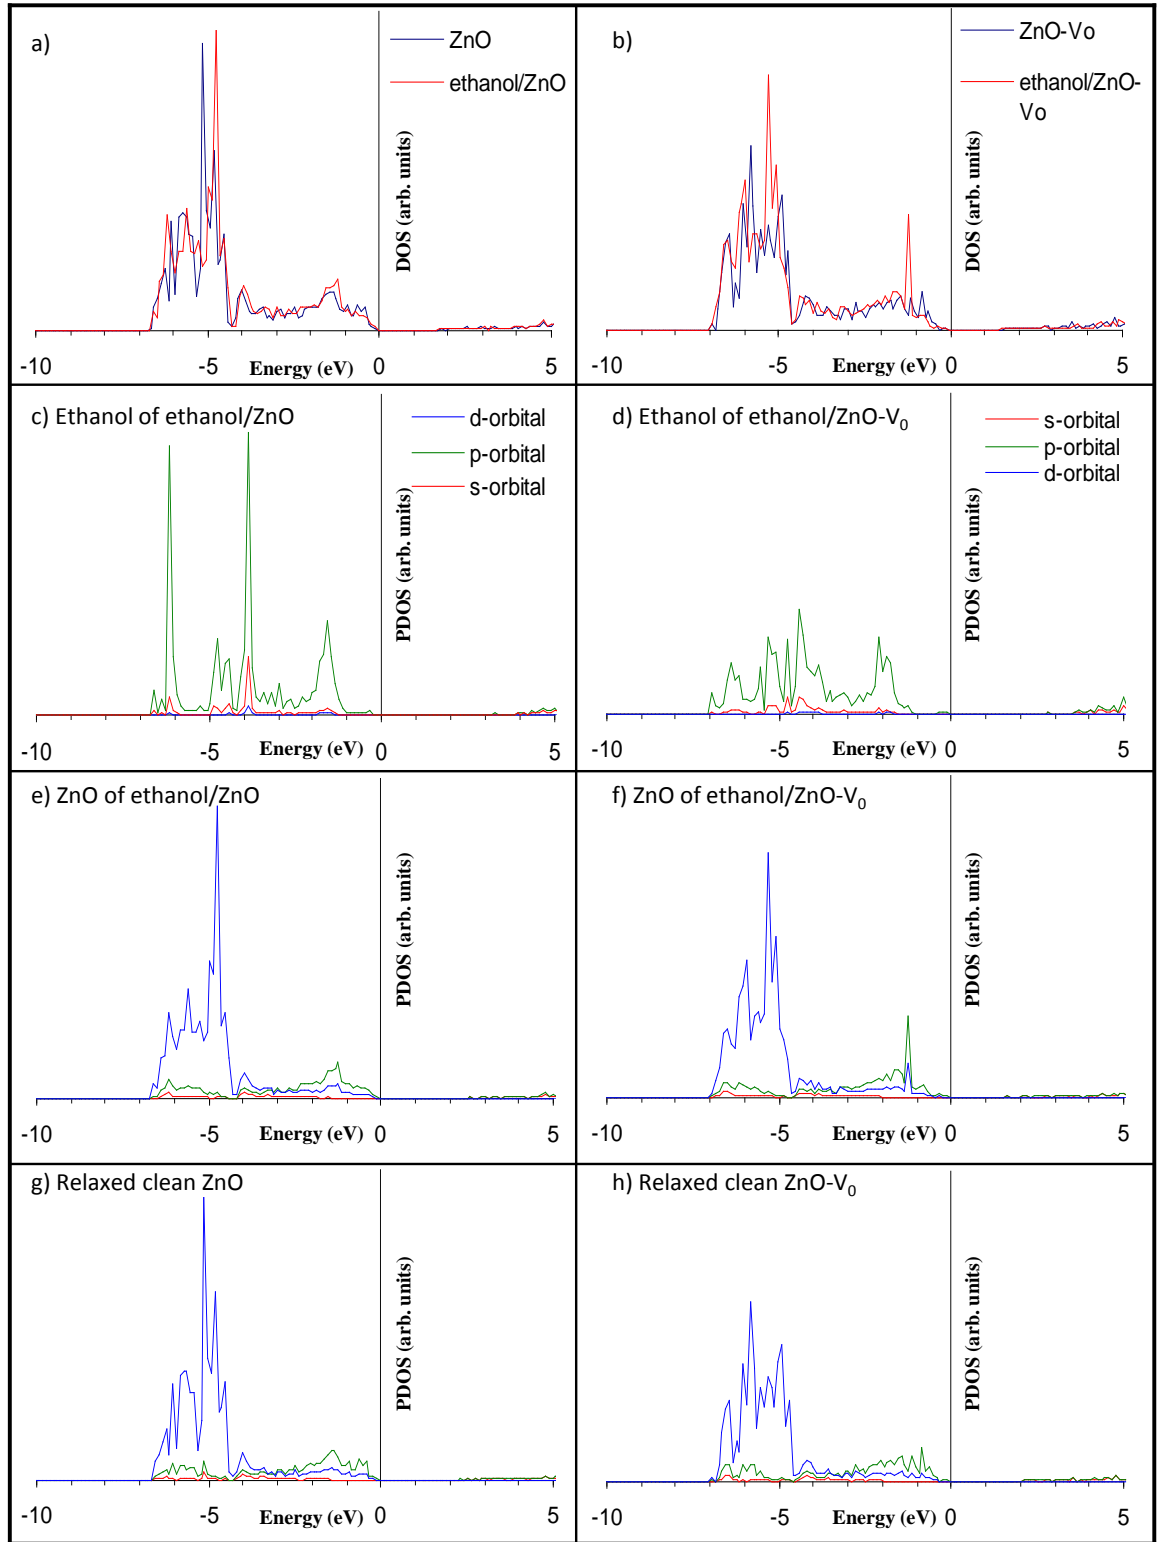 a)
ZnO
ethanol/ZnO
DOS (arb. units)
-10
-5
Energy (eV)
0
5
b)
ZnO-Vo
ethanol/ZnO-
Vo
DOS (arb. units)
-10
-5
Energy (eV)
0
5
c) Ethanol of ethanol/ZnO
d-orbital
p-orbital
s-orbital
PDOS (arb. units)
-10
-5
Energy (eV)
0
5
d) Ethanol of ethanol/ZnO-V₀
s-orbital
p-orbital
d-orbital
PDOS (arb. units)
-10
-5
Energy (eV)
0
5
e) ZnO of ethanol/ZnO
PDOS (arb. units)
-10
-5
Energy (eV)
0
5
f) ZnO of ethanol/ZnO-V₀
PDOS (arb. units)
-10
-5
Energy (eV)
0
5
g) Relaxed clean ZnO
PDOS (arb. units)
-10
-5
Energy (eV)
0
5
h) Relaxed clean ZnO-V₀
PDOS (arb. units)
-10
-5
Energy (eV)
0
5